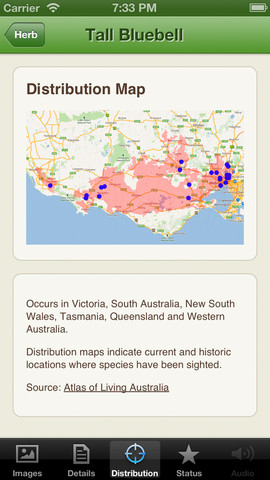 Carrier 7:33 PM
Herb
Tall Bluebell
Distribution Map
Occurs in Victoria, South Australia, New South
Wales, Tasmania, Queensland and Western
Australia.
Distribution maps indicate current and historic
locations where species have been sighted.
Source: Atlas of Living Australia
Images Details Distribution Status Audio